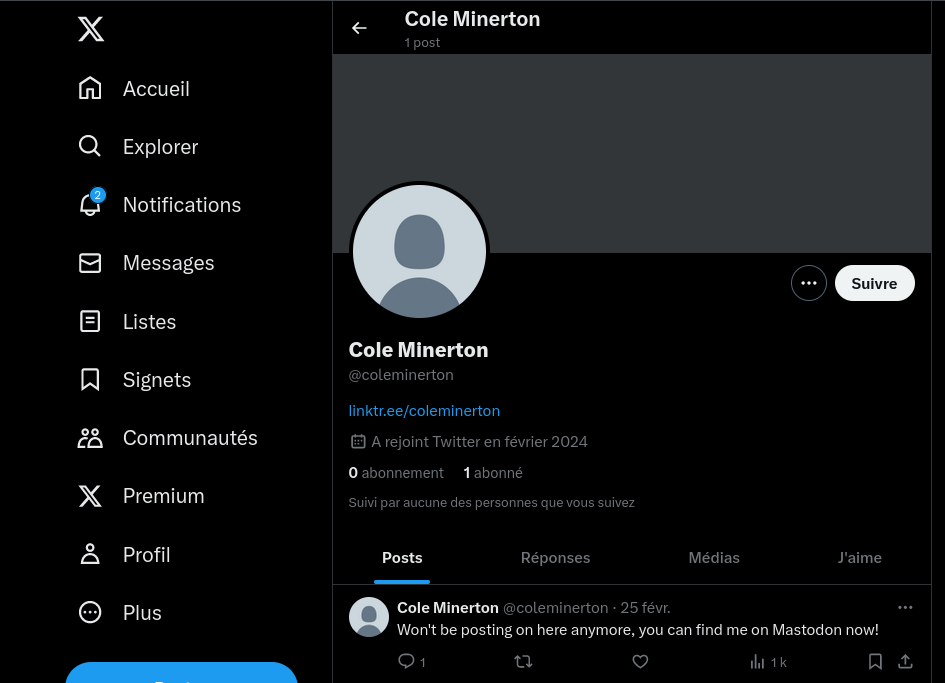 Cole Minerton
1 post
Accueil
Explorer
2
Notifications
Messages
Listes
Signets
Communautés
Premium
Profil
Plus
Suivre
Cole Minerton
@coleminerton
linktr.ee/coleminerton
A rejoint Twitter en février 2024
0 abonnement 1 abonné
Suivi par aucune des personnes que vous suivez
Posts Réponses Médias J'aime
Cole Minerton @coleminerton · 25 févr.
Won't be posting on here anymore, you can find me on Mastodon now!
1 1 k